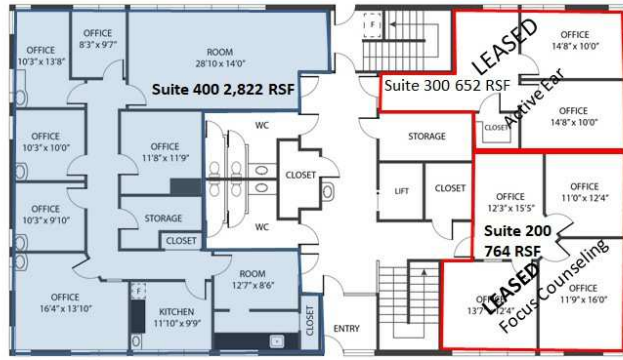 OFFICE
10'3" x 13'8"
OFFICE
8'3" x 9'7"
ROOM
28'10 x 14'0"
Suite 400 2,822 RSF
F
LEASED
Suite 300 652 RSF
Active Ear
OFFICE
14'8" x 10'0"
OFFICE
14'8" x 10'0"
CLOSET
OFFICE
10'3" x 10'0"
OFFICE
11'8" x 11'9"
WC
STORAGE
CLOSET
LIFT
CLOSET
OFFICE
10'3" x 9'10"
STORAGE
CLOSET
WC
OFFICE
12'3" x 15'5"
OFFICE
11'0" x 12'4"
Suite 200
764 RSF
LEASED
Focus Counseling
OFFICE
16'4" x 13'10"
F
KITCHEN
11'10" x 9'9"
ROOM
12'7" x 8'6"
CLOSET
ENTRY
OFFICE
13'7" x 12'4"
OFFICE
11'9" x 16'0"